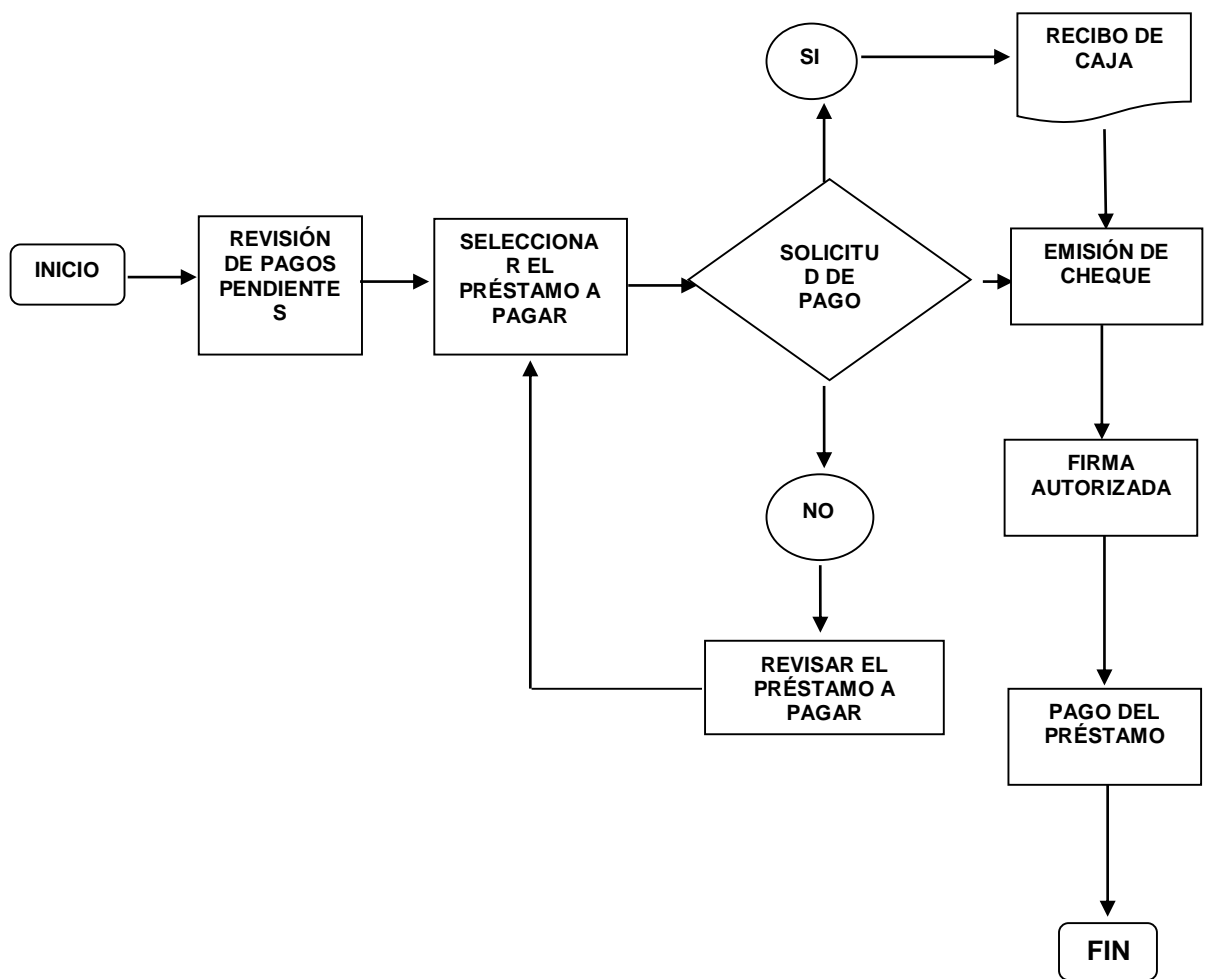 INICIO
REVISIÓN
DE PAGOS
PENDIENTE
S
SELECCIONA
R EL
PRÉSTAMO A
PAGAR
SOLICITU
D DE
PAGO
SI
RECIBO DE
CAJA
EMISIÓN DE
CHEQUE
FIRMA
AUTORIZADA
NO
REVISAR EL
PRÉSTAMO A
PAGAR
PAGO DEL
PRÉSTAMO
FIN